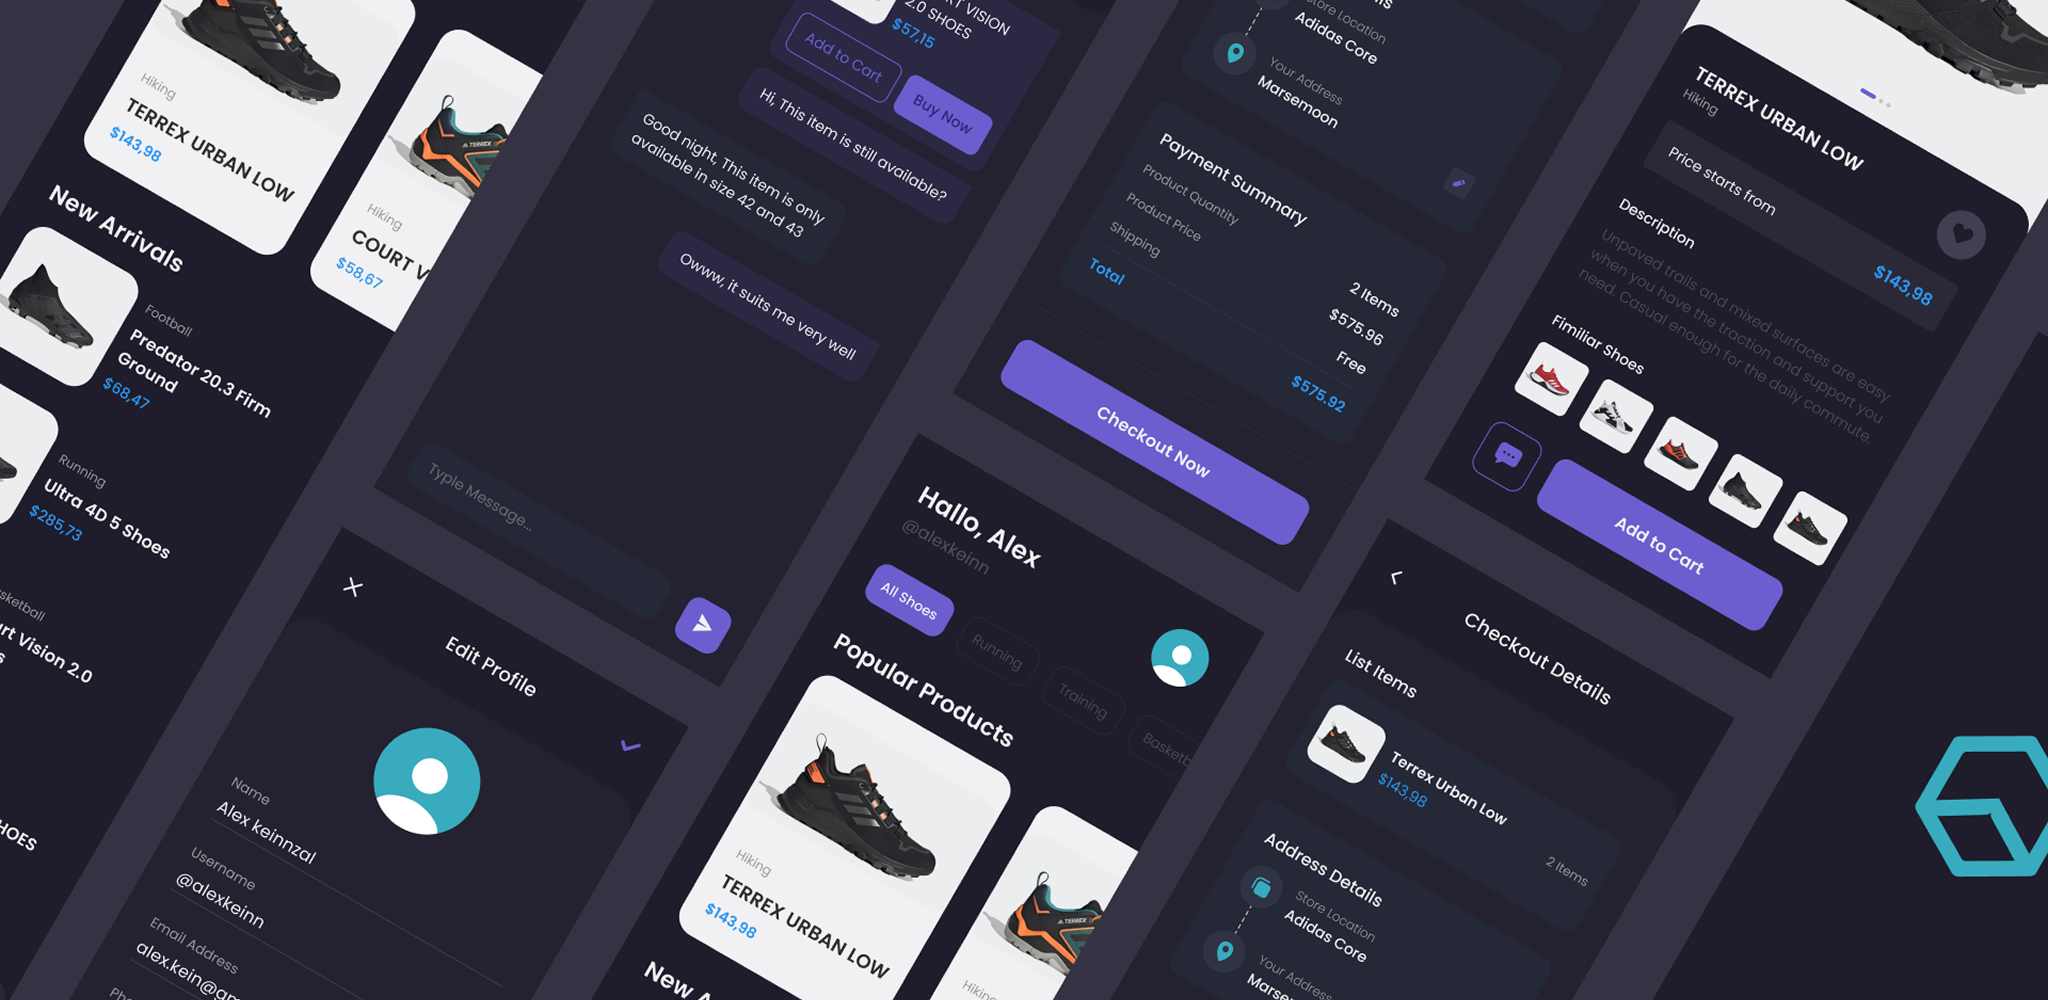 Hiking
TERREX URBAN LOW
$143,98
Hiking
COURT V
$58,67
New Arrivals
Football
Predator 20.3 Firm
Ground
$68,47
Running
Ultra 4D 5 Shoes
$285,73
sketball
urt Vision 2.0
s
HOES
RT VISION
2.0 SHOES
$57,15
Add to Cart
Buy Now
Hi, This item is still available?
Good night, This item is only
available in size 42 and 43
Owww, it suits me very well
Typle Message...
Edit Profile
Name
Alex keinnzal
Username
@alexkeinn
Email Address
alex.kein@gm
Pho
Store Location
Adidas Core
Your Address
Marsemoon
Payment Summary
Product Quantity
2 Items
Product Price
$575.96
Shipping
Free
Total
$575.92
Checkout Now
Hallo, Alex
@alexkeinn
All Shoes
Running
Training
Basketb
Popular Products
TERREX
Hiking
TERREX URBAN LOW
$143,98
Hiking
New A
TERREX URBAN LOW
Hiking
Price starts from
$143,98
Description
Unpaved trails and mixed surfaces are easy
when you have the traction and support you
need. Casual enough for the daily commute.
Fimiliar Shoes
Add to Cart
Checkout Details
List Items
Terrex Urban Low
$143,98
2 Items
Address Details
Store Location
Adidas Core
Your Address
Marsem